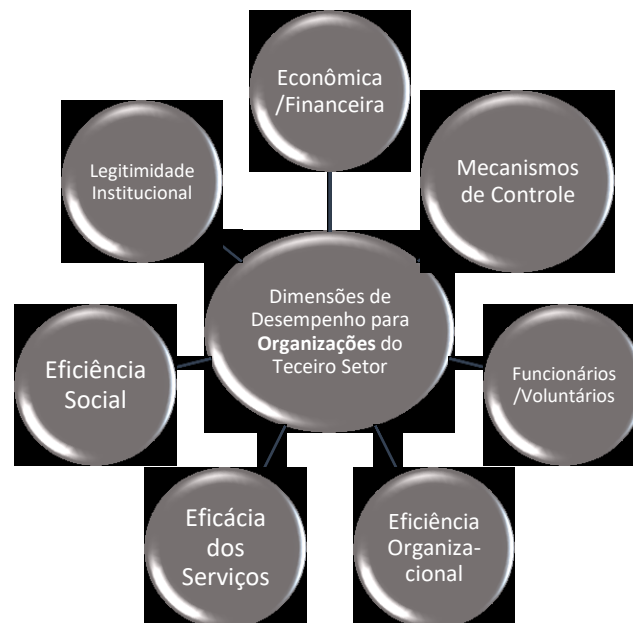 Econômica
/Financeira
Mecanismos
de Controle
Legitimidade
Institucional
Dimensões de
Desempenho para
Organizações do
Teceiro Setor
Funcionários
/Voluntários
Eficiência
Social
Eficácia
dos
Serviços
Eficiência
Organiza-
cional